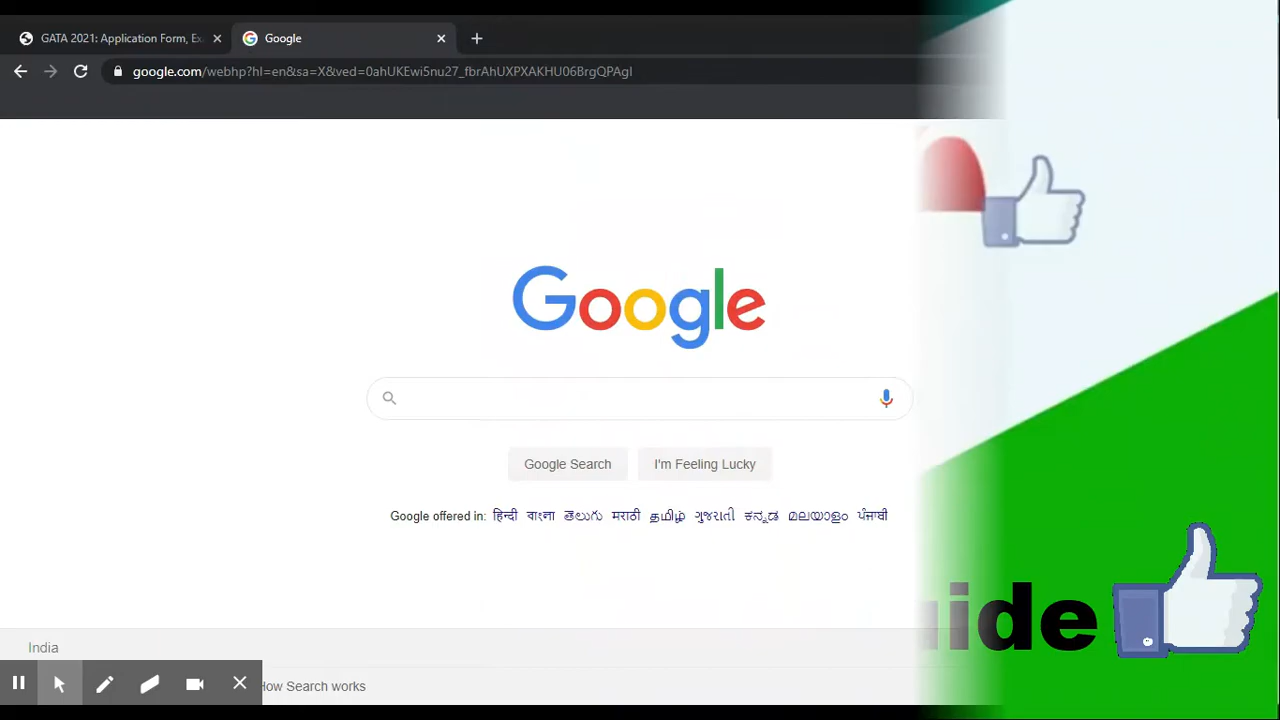 GATA 2021: Application Form, Ex
Google
google.com/webhp?hl=en&sa=X&ved=0ahUKEwi5nu27_fbrAhUXPXAKHU06BrgQPAgI
Google
Google Search I'm Feeling Lucky
Google offered in: हिन्दी বাংলা తెలుగు मराठी தமிழ் ગુજરાતી ಕನ್ನಡ മലയാളം ਪੰਜਾਬੀ
uide
India
How Search works